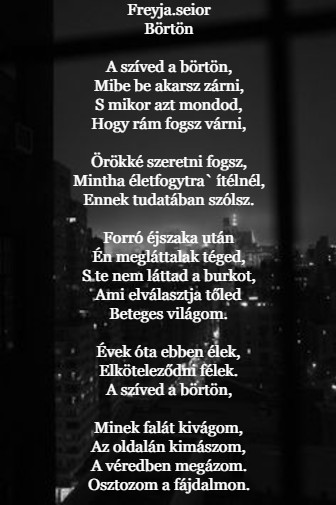 Freyja.seior
Börtön
A szíved a börtön,
Mibe be akarsz zárni,
S mikor azt mondod,
Hogy rám fogsz várni,
Örökké szeretni fogsz,
Mintha életfogytra` ítélnél,
Ennek tudatában szólsz.
Forró éjszaka után
Én megláttalak téged,
S te nem láttad a burkot,
Ami elválasztja tőled
Beteges világom.
Évek óta ebben élek,
Elköteleződni félek.
A szíved a börtön,
Minek falát kivágom,
Az oldalán kimászom,
A véredben megázom.
Osztozom a fájdalmon.